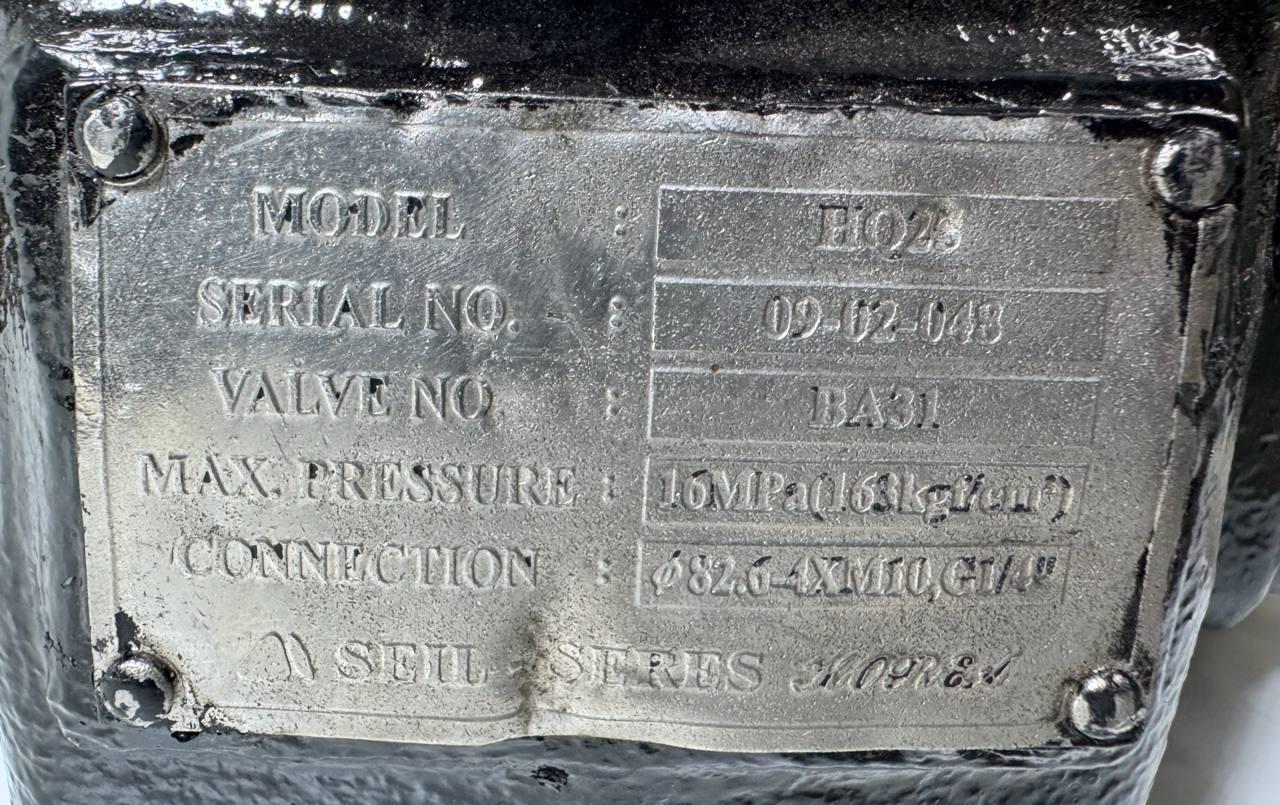 MODEL : HQ25
SERIAL NO. : 09-02-048
VALVE NO. : BA31
MAX. PRESSURE : 16MPa(163kgf/cm²)
CONNECTION : ϕ82.6-4XM10,G1/4"
SEIL SERES KOREA